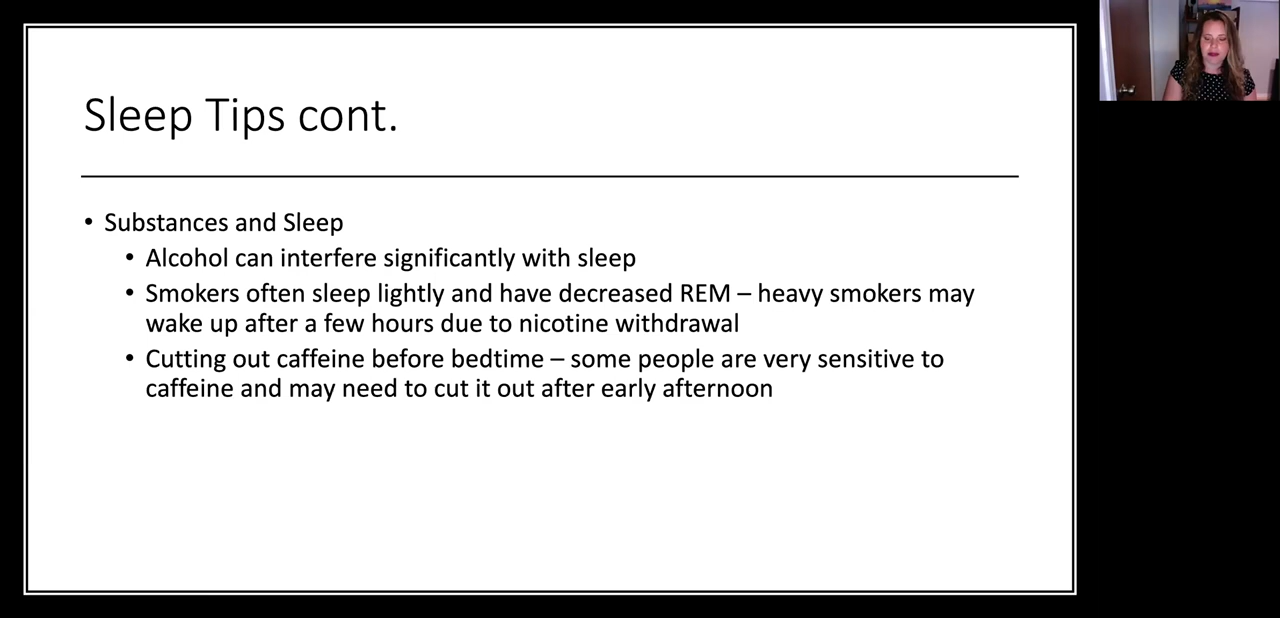 Sleep Tips cont.
• Substances and Sleep
• Alcohol can interfere significantly with sleep
• Smokers often sleep lightly and have decreased REM – heavy smokers may
wake up after a few hours due to nicotine withdrawal
• Cutting out caffeine before bedtime – some people are very sensitive to
caffeine and may need to cut it out after early afternoon